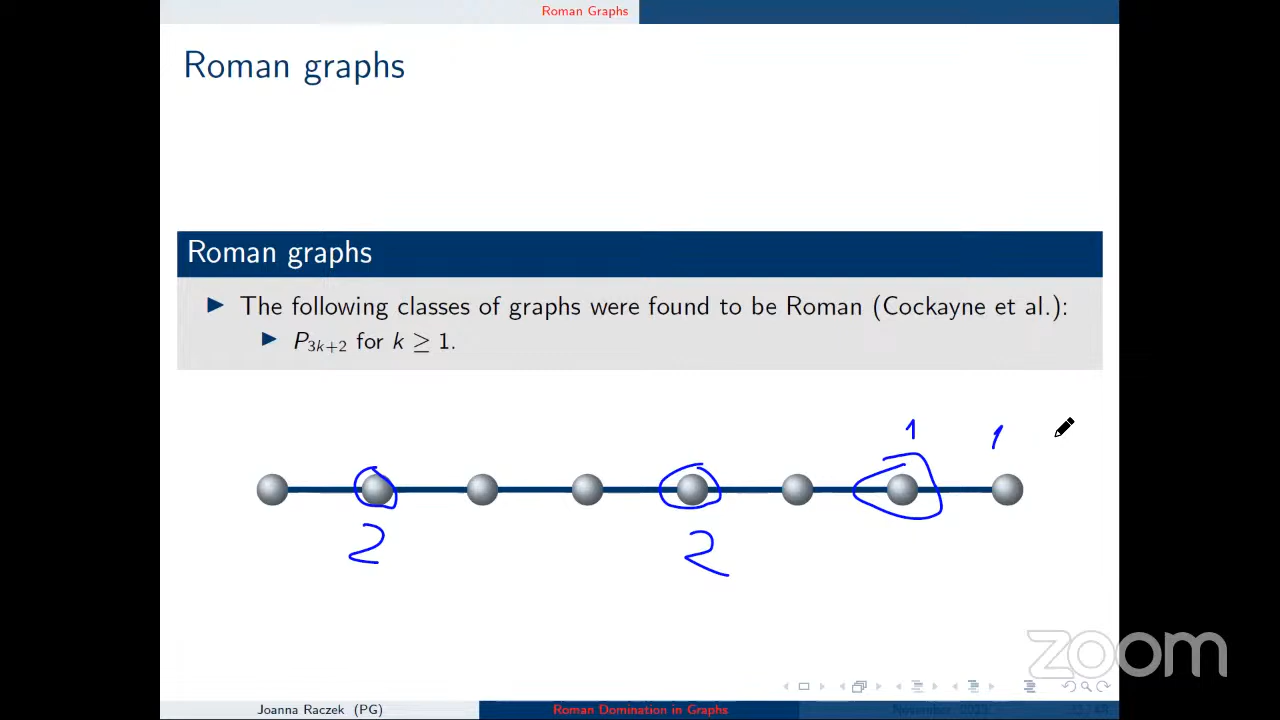 Roman Graphs
Roman graphs
Roman graphs
The following classes of graphs were found to be Roman (Cockayne et al.):
P3k+2 for k ≥ 1.
1 1
2 2
zoom
Joanna Raczek (PG) Roman Domination in Graphs November